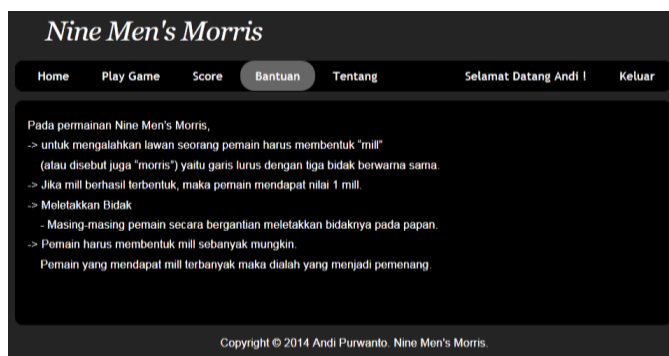 Nine Men's Morris
Home Play Game Score Bantuan Tentang Selamat Datang Andi ! Keluar
Pada permainan Nine Men's Morris,
-> untuk mengalahkan lawan seorang pemain harus membentuk "mill"
(atau disebut juga "morris") yaitu garis lurus dengan tiga bidak berwarna sama.
-> Jika mill berhasil terbentuk, maka pemain mendapat nilai 1 mill.
-> Meletakkan Bidak
- Masing-masing pemain secara bergantian meletakkan bidaknya pada papan.
-> Pemain harus membentuk mill sebanyak mungkin.
Pemain yang mendapat mill terbanyak maka dialah yang menjadi pemenang.
Copyright © 2014 Andi Purwanto. Nine Men's Morris.